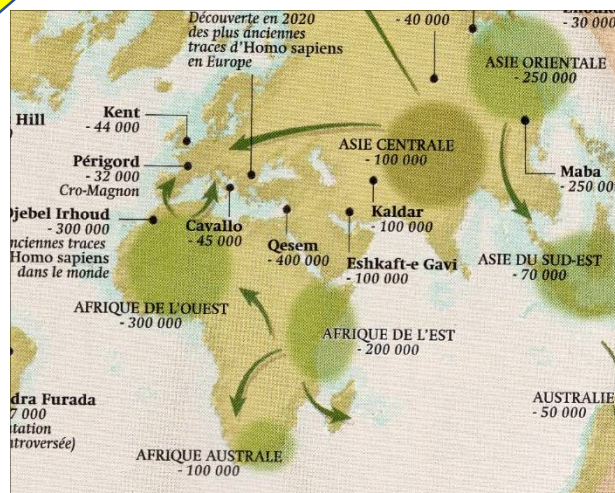 Découverte en 2020
des plus anciennes
traces d'Homo sapiens
en Europe
- 40 000
- 30 000
ASIE ORIENTALE
- 250 000
Hill
Kent
- 44 000
ASIE CENTRALE
- 100 000
Périgord
- 32 000
Cro-Magnon
Maba
- 250 00
Djebel Irhoud
- 300 000
nciennes traces
Homo sapiens
dans le monde
Cavallo
- 45 000
Qesem
- 400 000
Kaldar
- 100 000
Eshkaft-e Gavi
- 100 000
ASIE DU SUD-EST
- 70 000
AFRIQUE DE L'OUEST
- 300 000
AFRIQUE DE L'EST
- 200 000
dra Furada
7 000
ntation
ntroversée)
AUSTRALIE
- 50 000
AFRIQUE AUSTRALE
- 100 000